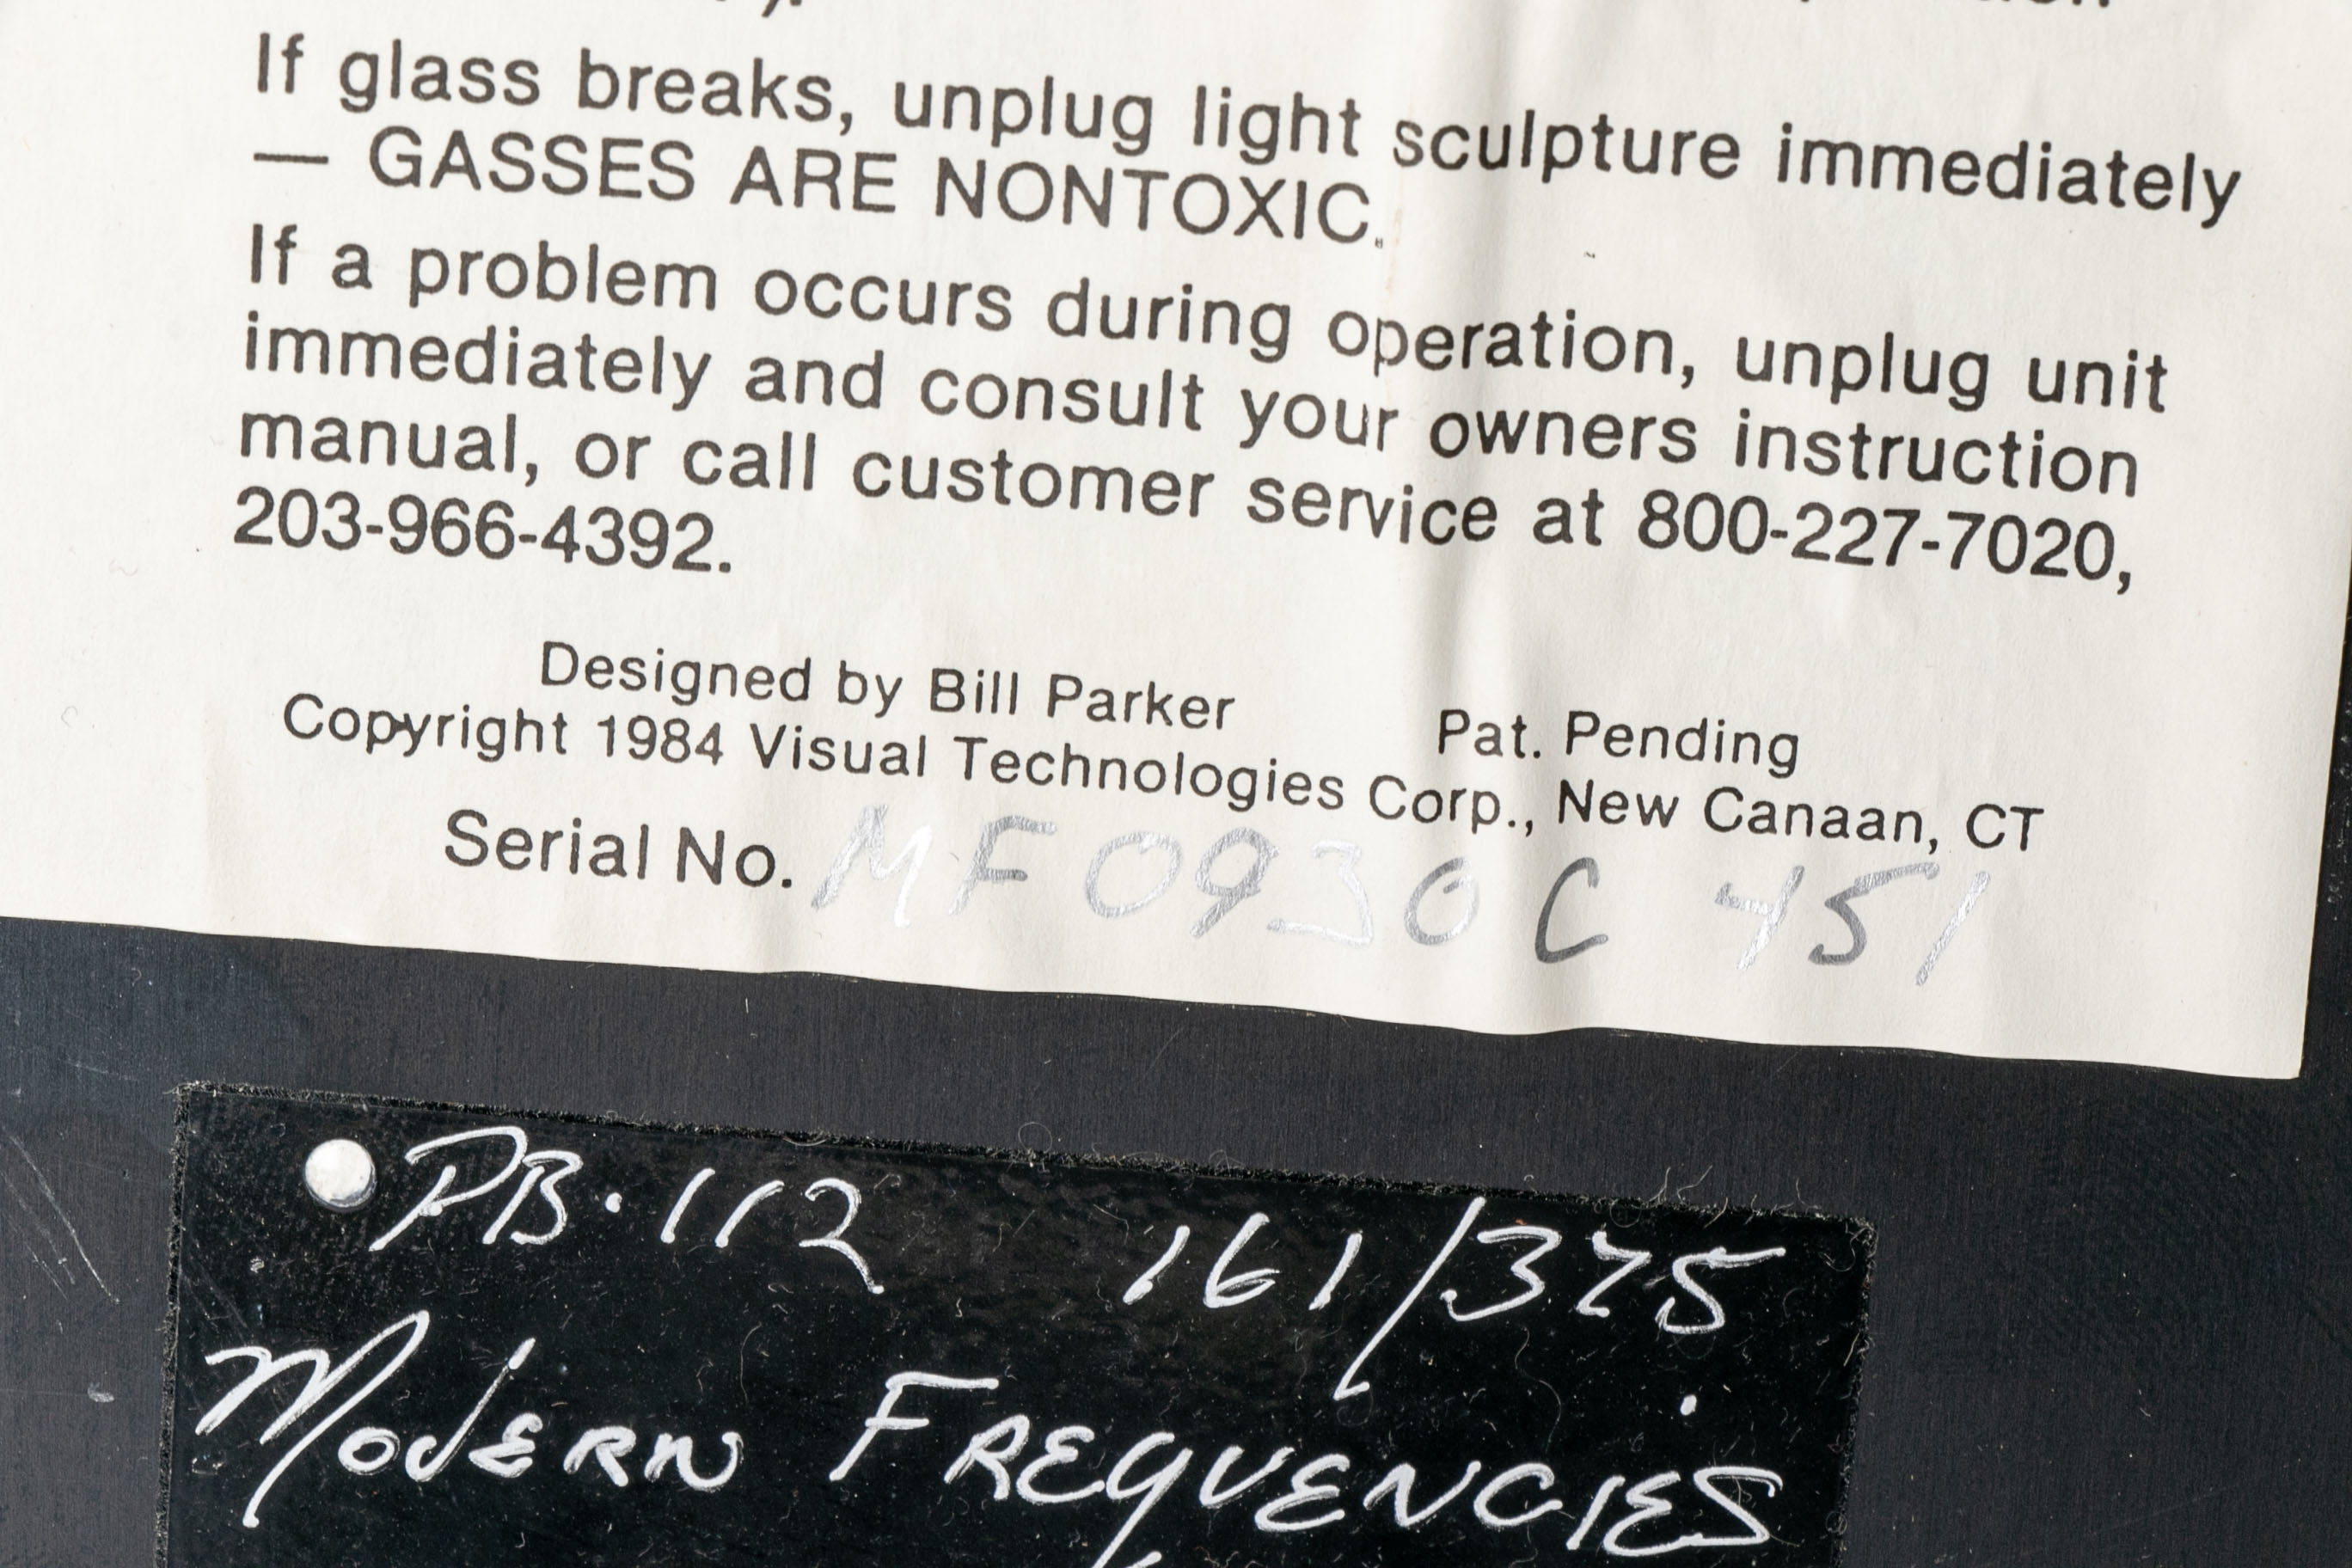 If glass breaks, unplug light sculpture immediately
— GASSES ARE NONTOXIC.
If a problem occurs during operation, unplug unit
immediately and consult your owners instruction
manual, or call customer service at 800-227-7020,
203-966-4392.
Designed by Bill Parker Pat. Pending
Copyright 1984 Visual Technologies Corp., New Canaan, CT
Serial No. MF0930C 451
PB·112 161/375
MODERN FREQUENCIES